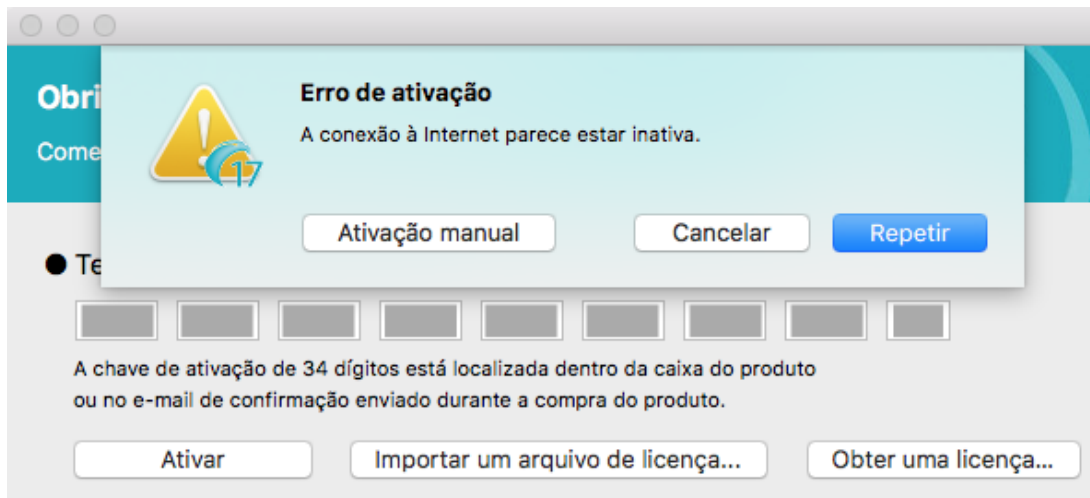 Obri
Come
Erro de ativação
A conexão à Internet parece estar inativa.
17
Ativação manual
Cancelar
Repetir
Te
A chave de ativação de 34 dígitos está localizada dentro da caixa do produto
ou no e-mail de confirmação enviado durante a compra do produto.
Ativar
Importar um arquivo de licença...
Obter uma licença...